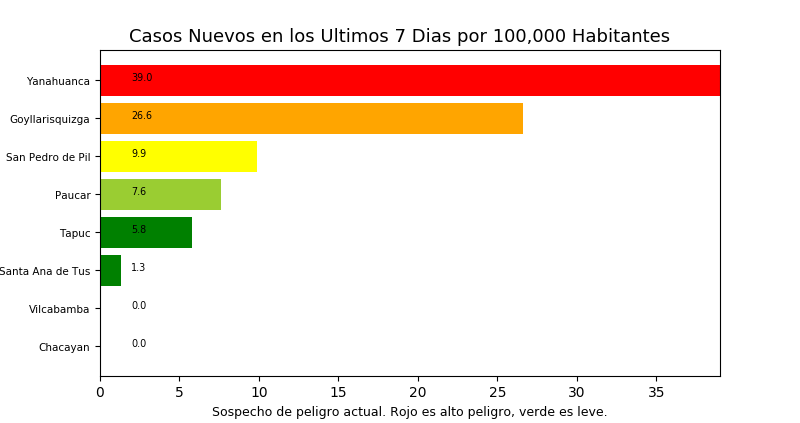 Casos Nuevos en los Ultimos 7 Dias por 100,000 Habitantes
Yanahuanca 39.0
Goyllarisquizga 26.6
San Pedro de Pil 9.9
Paucar 7.6
Tapuc 5.8
Santa Ana de Tus 1.3
Vilcabamba 0.0
Chacayan 0.0
0 5 10 15 20 25 30 35
Sospecho de peligro actual. Rojo es alto peligro, verde es leve.